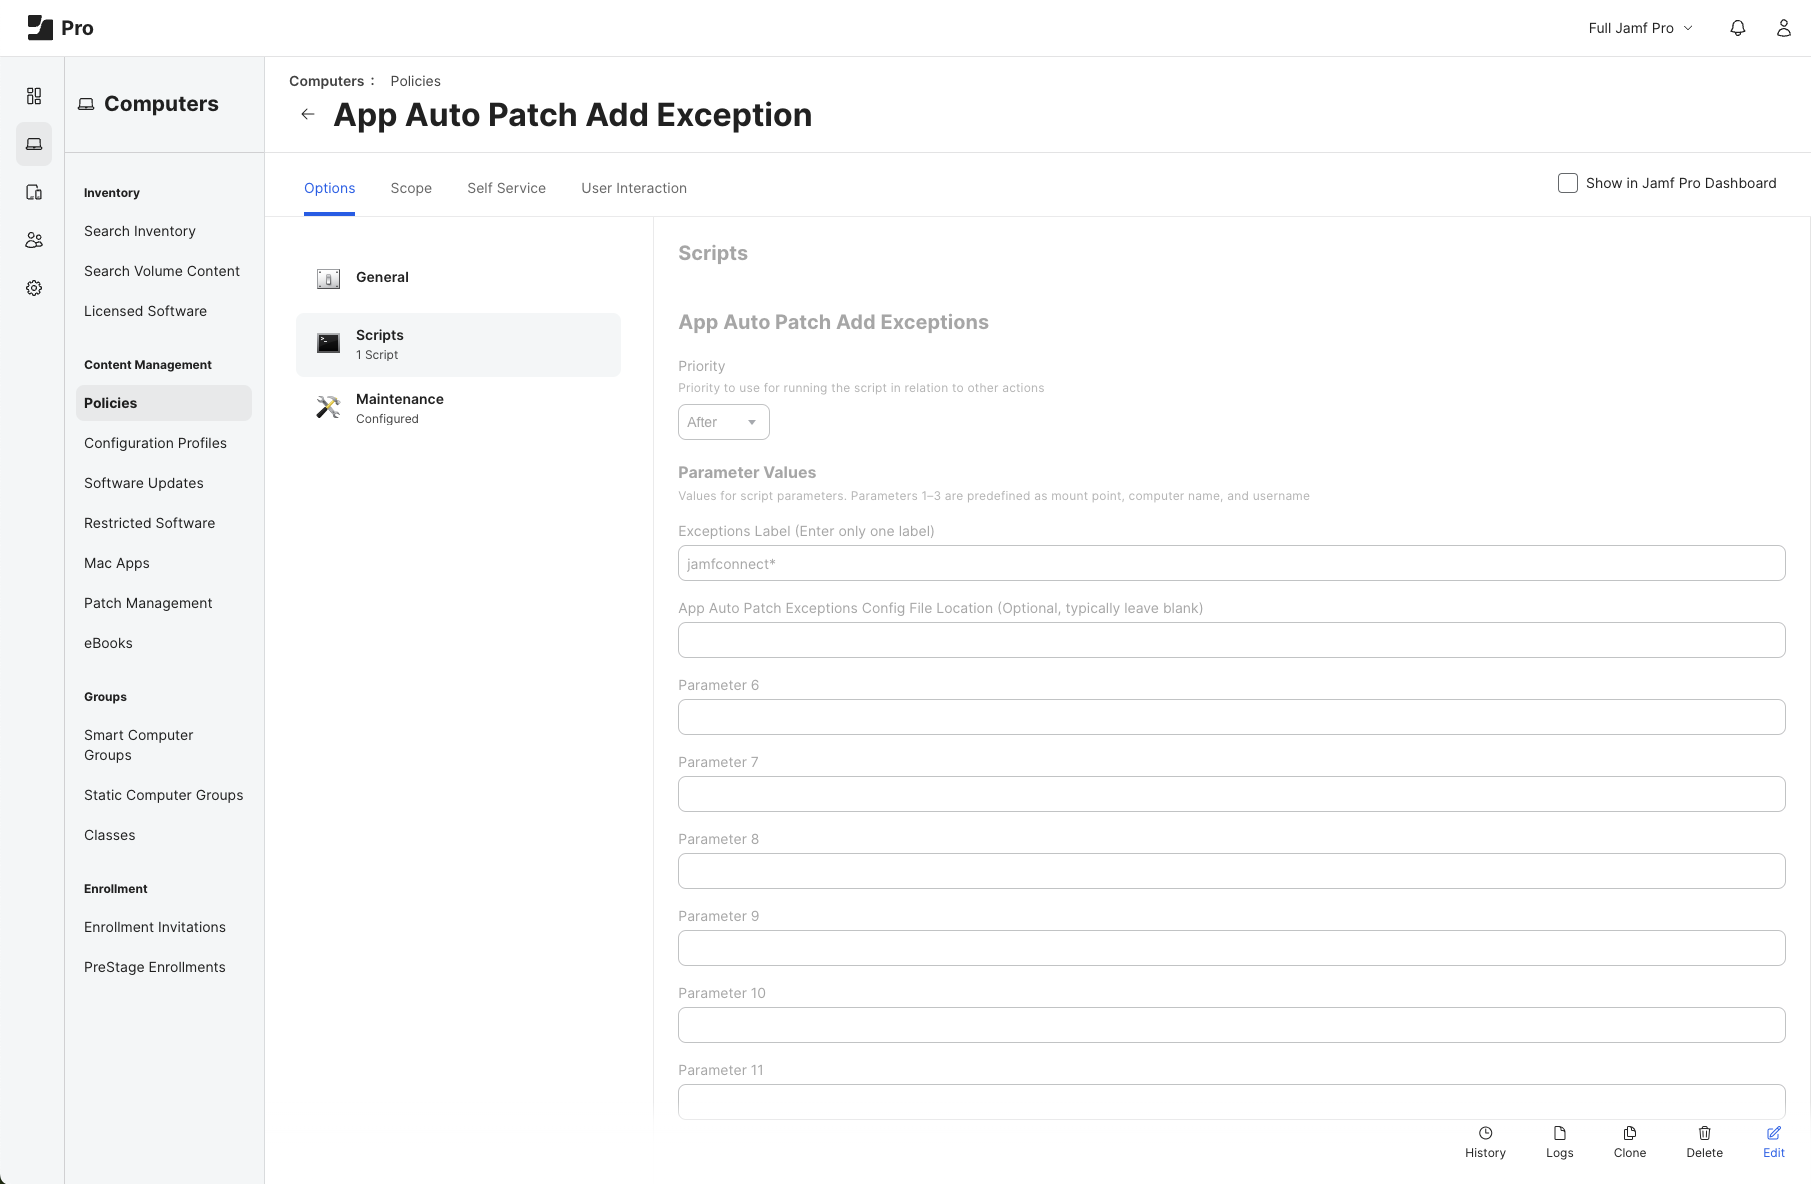 Pro
Full Jamf Pro
Computers
Inventory
Search Inventory
Search Volume Content
Licensed Software
Content Management
Policies
Configuration Profiles
Software Updates
Restricted Software
Mac Apps
Patch Management
eBooks
Groups
Smart Computer
Groups
Static Computer Groups
Classes
Enrollment
Enrollment Invitations
PreStage Enrollments
Computers : Policies
App Auto Patch Add Exception
Options Scope Self Service User Interaction
Show in Jamf Pro Dashboard
General
Scripts
1 Script
Maintenance
Configured
Scripts
App Auto Patch Add Exceptions
Priority
Priority to use for running the script in relation to other actions
After
Parameter Values
Values for script parameters. Parameters 1–3 are predefined as mount point, computer name, and username
Exceptions Label (Enter only one label)
jamfconnect*
App Auto Patch Exceptions Config File Location (Optional, typically leave blank)
Parameter 6
Parameter 7
Parameter 8
Parameter 9
Parameter 10
Parameter 11
History Logs Clone Delete Edit